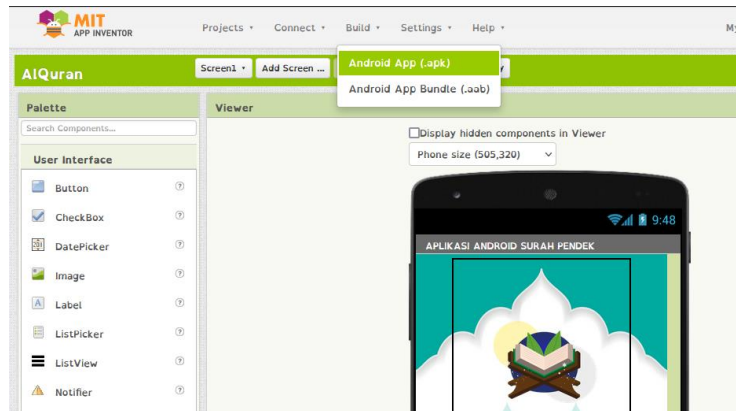 MIT
APP INVENTOR
Projects Connect Build Settings Help My
AlQuran
Screen1 Add Screen ...
Android App (.apk)
Android App Bundle (.aab)
Palette
Search Components...
User Interface
Button
CheckBox
DatePicker
Image
Label
ListPicker
ListView
Notifier
Viewer
Display hidden components in Viewer
Phone size (505,320)
9:48
APLIKASI ANDROID SURAH PENDEK